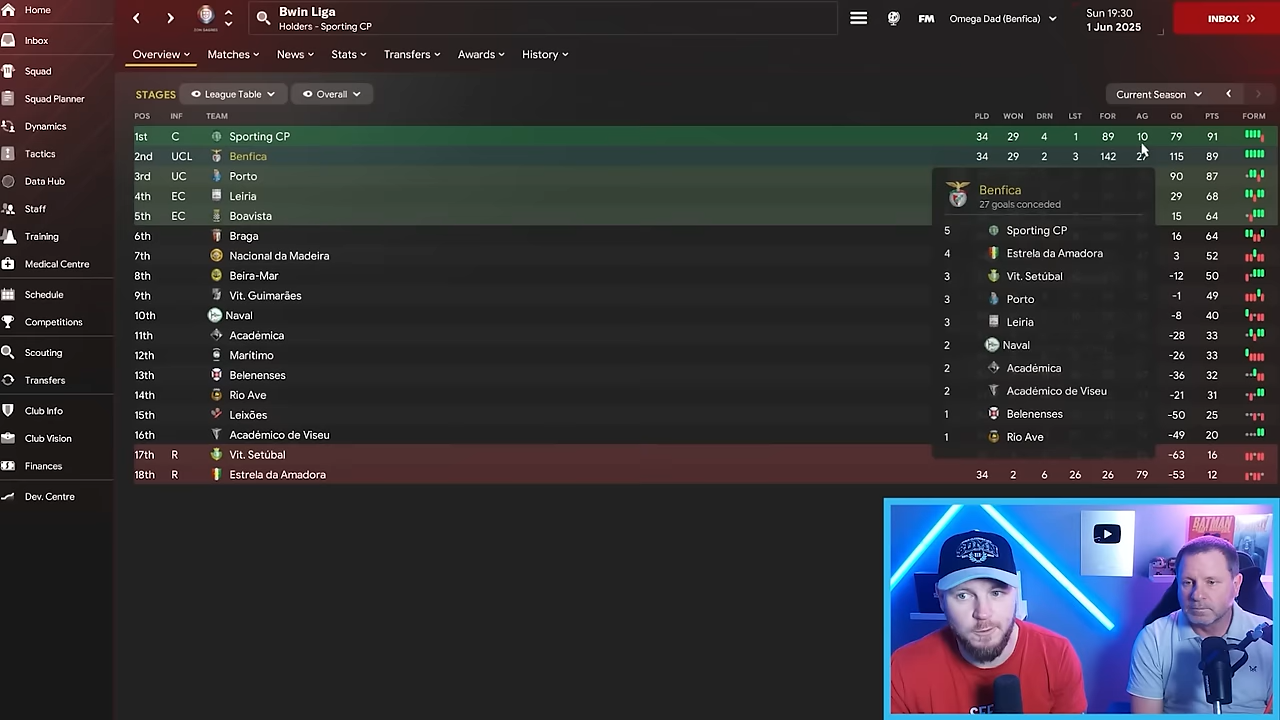 Home
Bwin Liga
Holders - Sporting CP
FM
Omega Dad (Benfica)
Sun 19:30
1 Jun 2025
INBOX
Inbox
Overview
Matches
News
Stats
Transfers
Awards
History
Squad
Squad Planner
Dynamics
Tactics
Data Hub
Staff
Training
Medical Centre
Schedule
Competitions
Scouting
Transfers
Club Info
Club Vision
Finances
Dev. Centre
STAGES
League Table
Overall
Current Season
POS INF TEAM PLD WON DRN LST FOR AG GD PTS FORM
1st C Sporting CP 34 29 4 1 89 10 79 91
2nd UCL Benfica 34 29 2 3 142 27 115 89
3rd UC Porto 90 87
4th EC Leiria 29 68
5th EC Boavista 15 64
6th Braga 16 64
7th Nacional da Madeira 3 52
8th Beira-Mar -12 50
9th Vit. Guimarães -1 49
10th Naval -8 40
11th Académica -28 33
12th Marítimo -26 33
13th Belenenses -36 32
14th Rio Ave -21 31
15th Leixões -50 25
16th Académico de Viseu -49 20
17th R Vit. Setúbal -63 16
18th R Estrela da Amadora 34 2 6 26 26 79 -53 12
Benfica
27 goals conceded
5 Sporting CP
4 Estrela da Amadora
3 Vit. Setúbal
3 Porto
3 Leiria
2 Naval
2 Académica
2 Académico de Viseu
1 Belenenses
1 Rio Ave
BATMAN